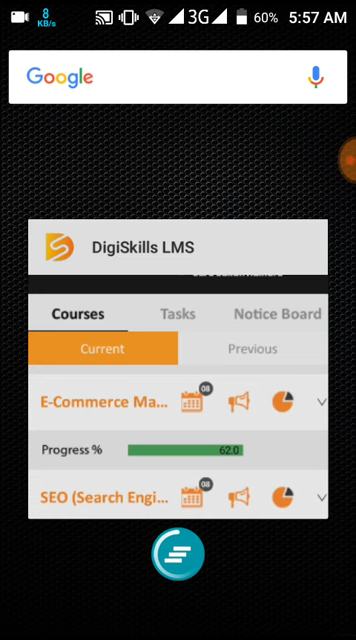 8 KB/s 3G 60% 5:57 AM
Google
DigiSkills LMS
Courses Tasks Notice Board
Current Previous
E-Commerce Ma... 08
Progress % 62.0
SEO (Search Engi... 08